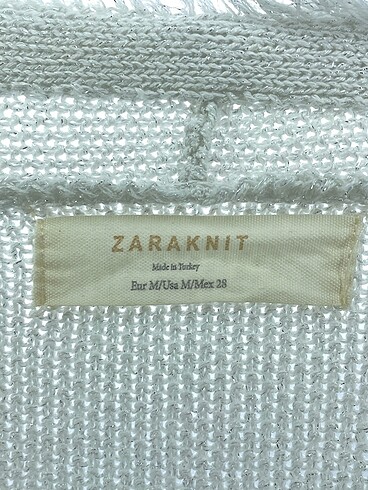 ZARAKNIT
Made in Turkey
Eur M/Usa M/Mex 28